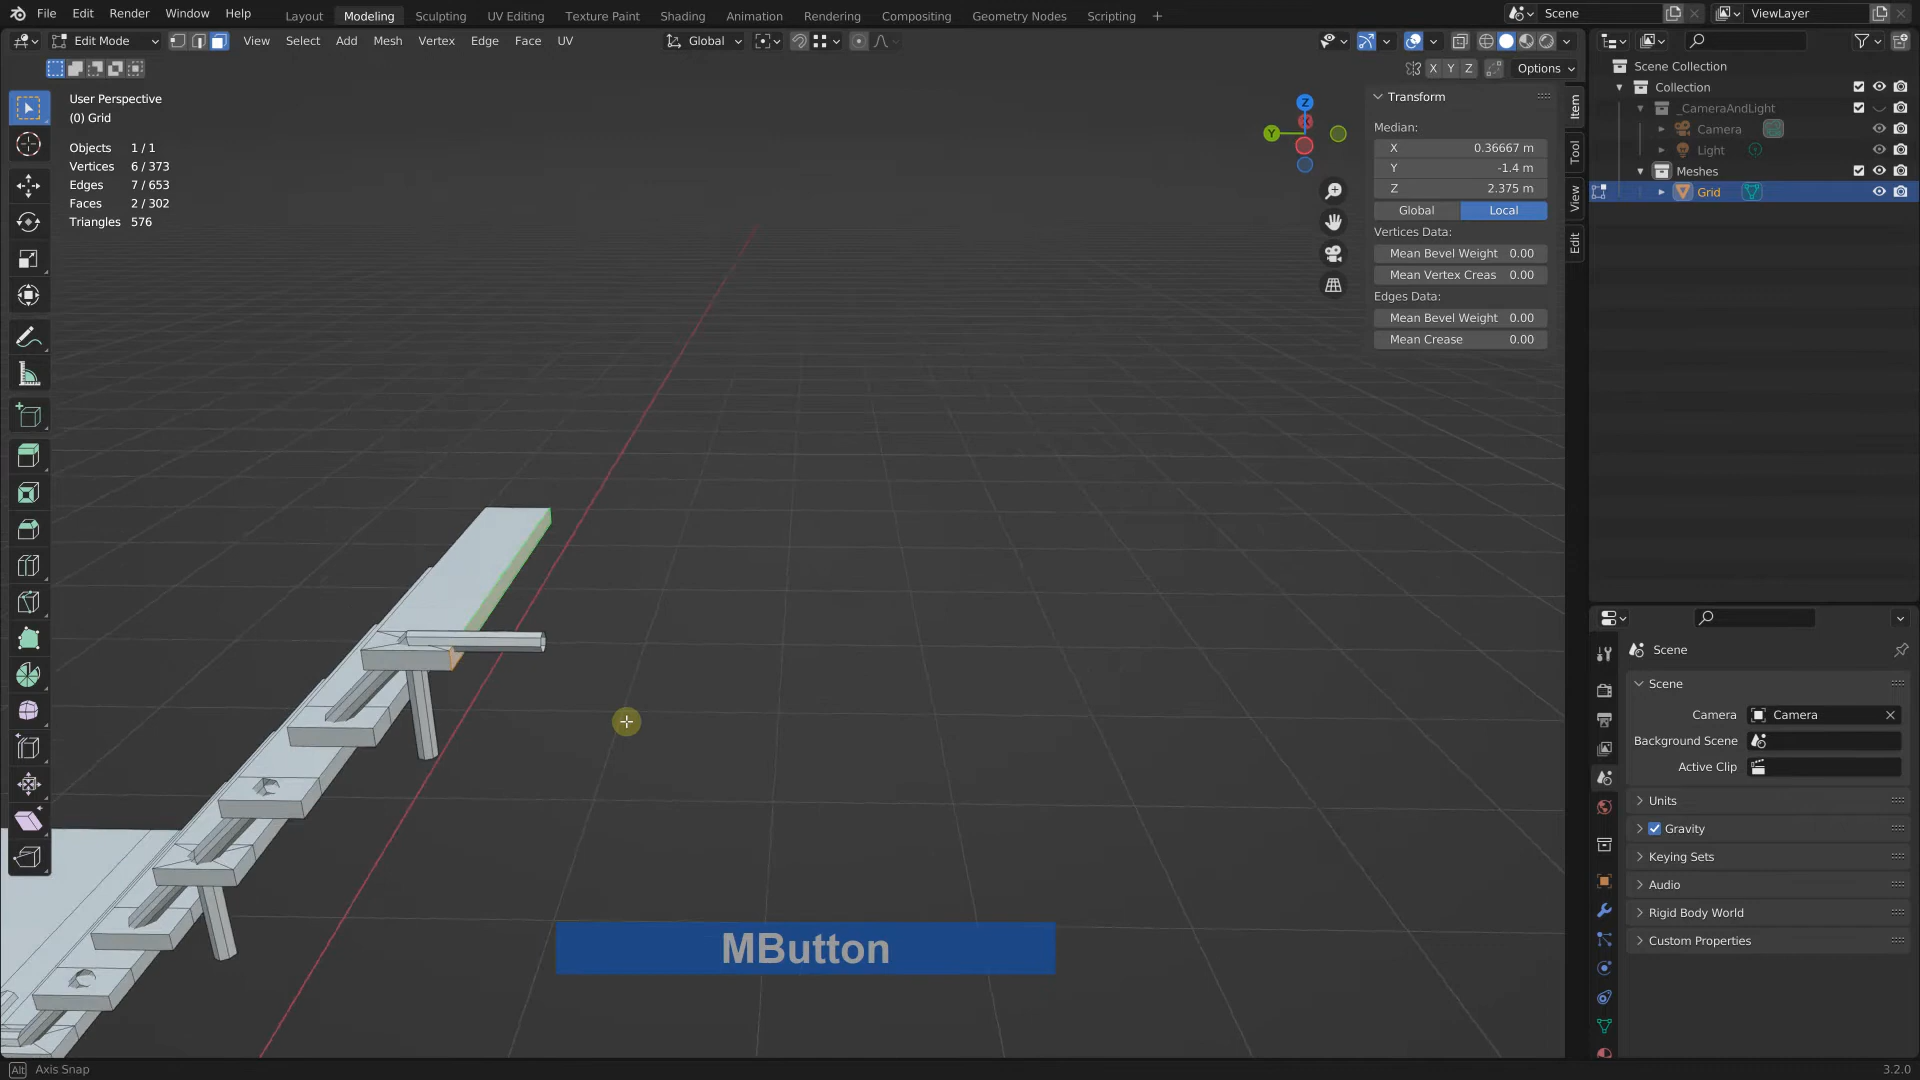 File Edit Render Window Help
Layout Modeling Sculpting UV Editing Texture Paint Shading Animation Rendering Compositing Geometry Nodes Scripting +
Scene
ViewLayer
Edit Mode View Select Add Mesh Vertex Edge Face UV
Global
X Y Z Options
User Perspective
(0) Grid
Objects 1 / 1
Vertices 6 / 373
Edges 7 / 653
Faces 2 / 302
Triangles 576
Z
X
Y
Transform
Median:
X 0.36667 m
Y -1.4 m
Z 2.375 m
Global Local
Vertices Data:
Mean Bevel Weight 0.00
Mean Vertex Creas 0.00
Edges Data:
Mean Bevel Weight 0.00
Mean Crease 0.00
Item
Tool
View
Edit
Scene Collection
Collection
_CameraAndLight
Camera
Light
Meshes
Grid
Scene
Scene
Camera Camera
Background Scene
Active Clip
Units
Gravity
Keying Sets
Audio
Rigid Body World
Custom Properties
MButton
Alt Axis Snap
3.2.0